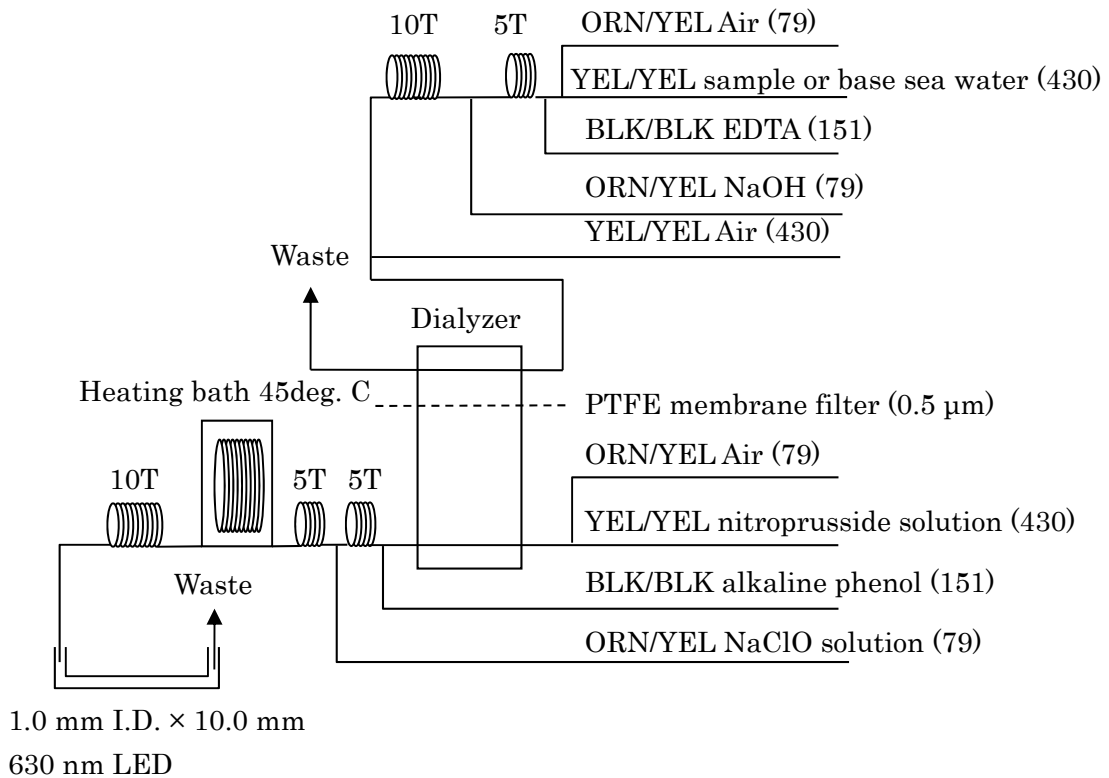 10T
5T
ORN/YEL Air (79)
YEL/YEL sample or base sea water (430)
BLK/BLK EDTA (151)
ORN/YEL NaOH (79)
YEL/YEL Air (430)
Waste
Dialyzer
Heating bath 45deg. C
PTFE membrane filter (0.5 µm)
ORN/YEL Air (79)
10T
5T
5T
YEL/YEL nitroprusside solution (430)
Waste
BLK/BLK alkaline phenol (151)
ORN/YEL NaClO solution (79)
1.0 mm I.D. × 10.0 mm
630 nm LED